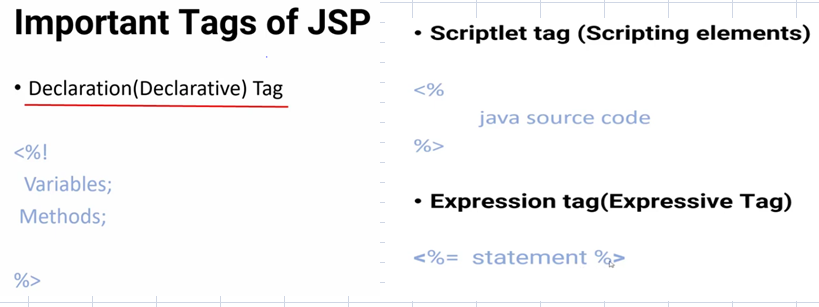 Important Tags of JSP
• Declaration(Declarative) Tag
<%!
Variables;
Methods;
%>
• Scriptlet tag (Scripting elements)
<%
java source code
%>
• Expression tag(Expressive Tag)
<%= statement %>